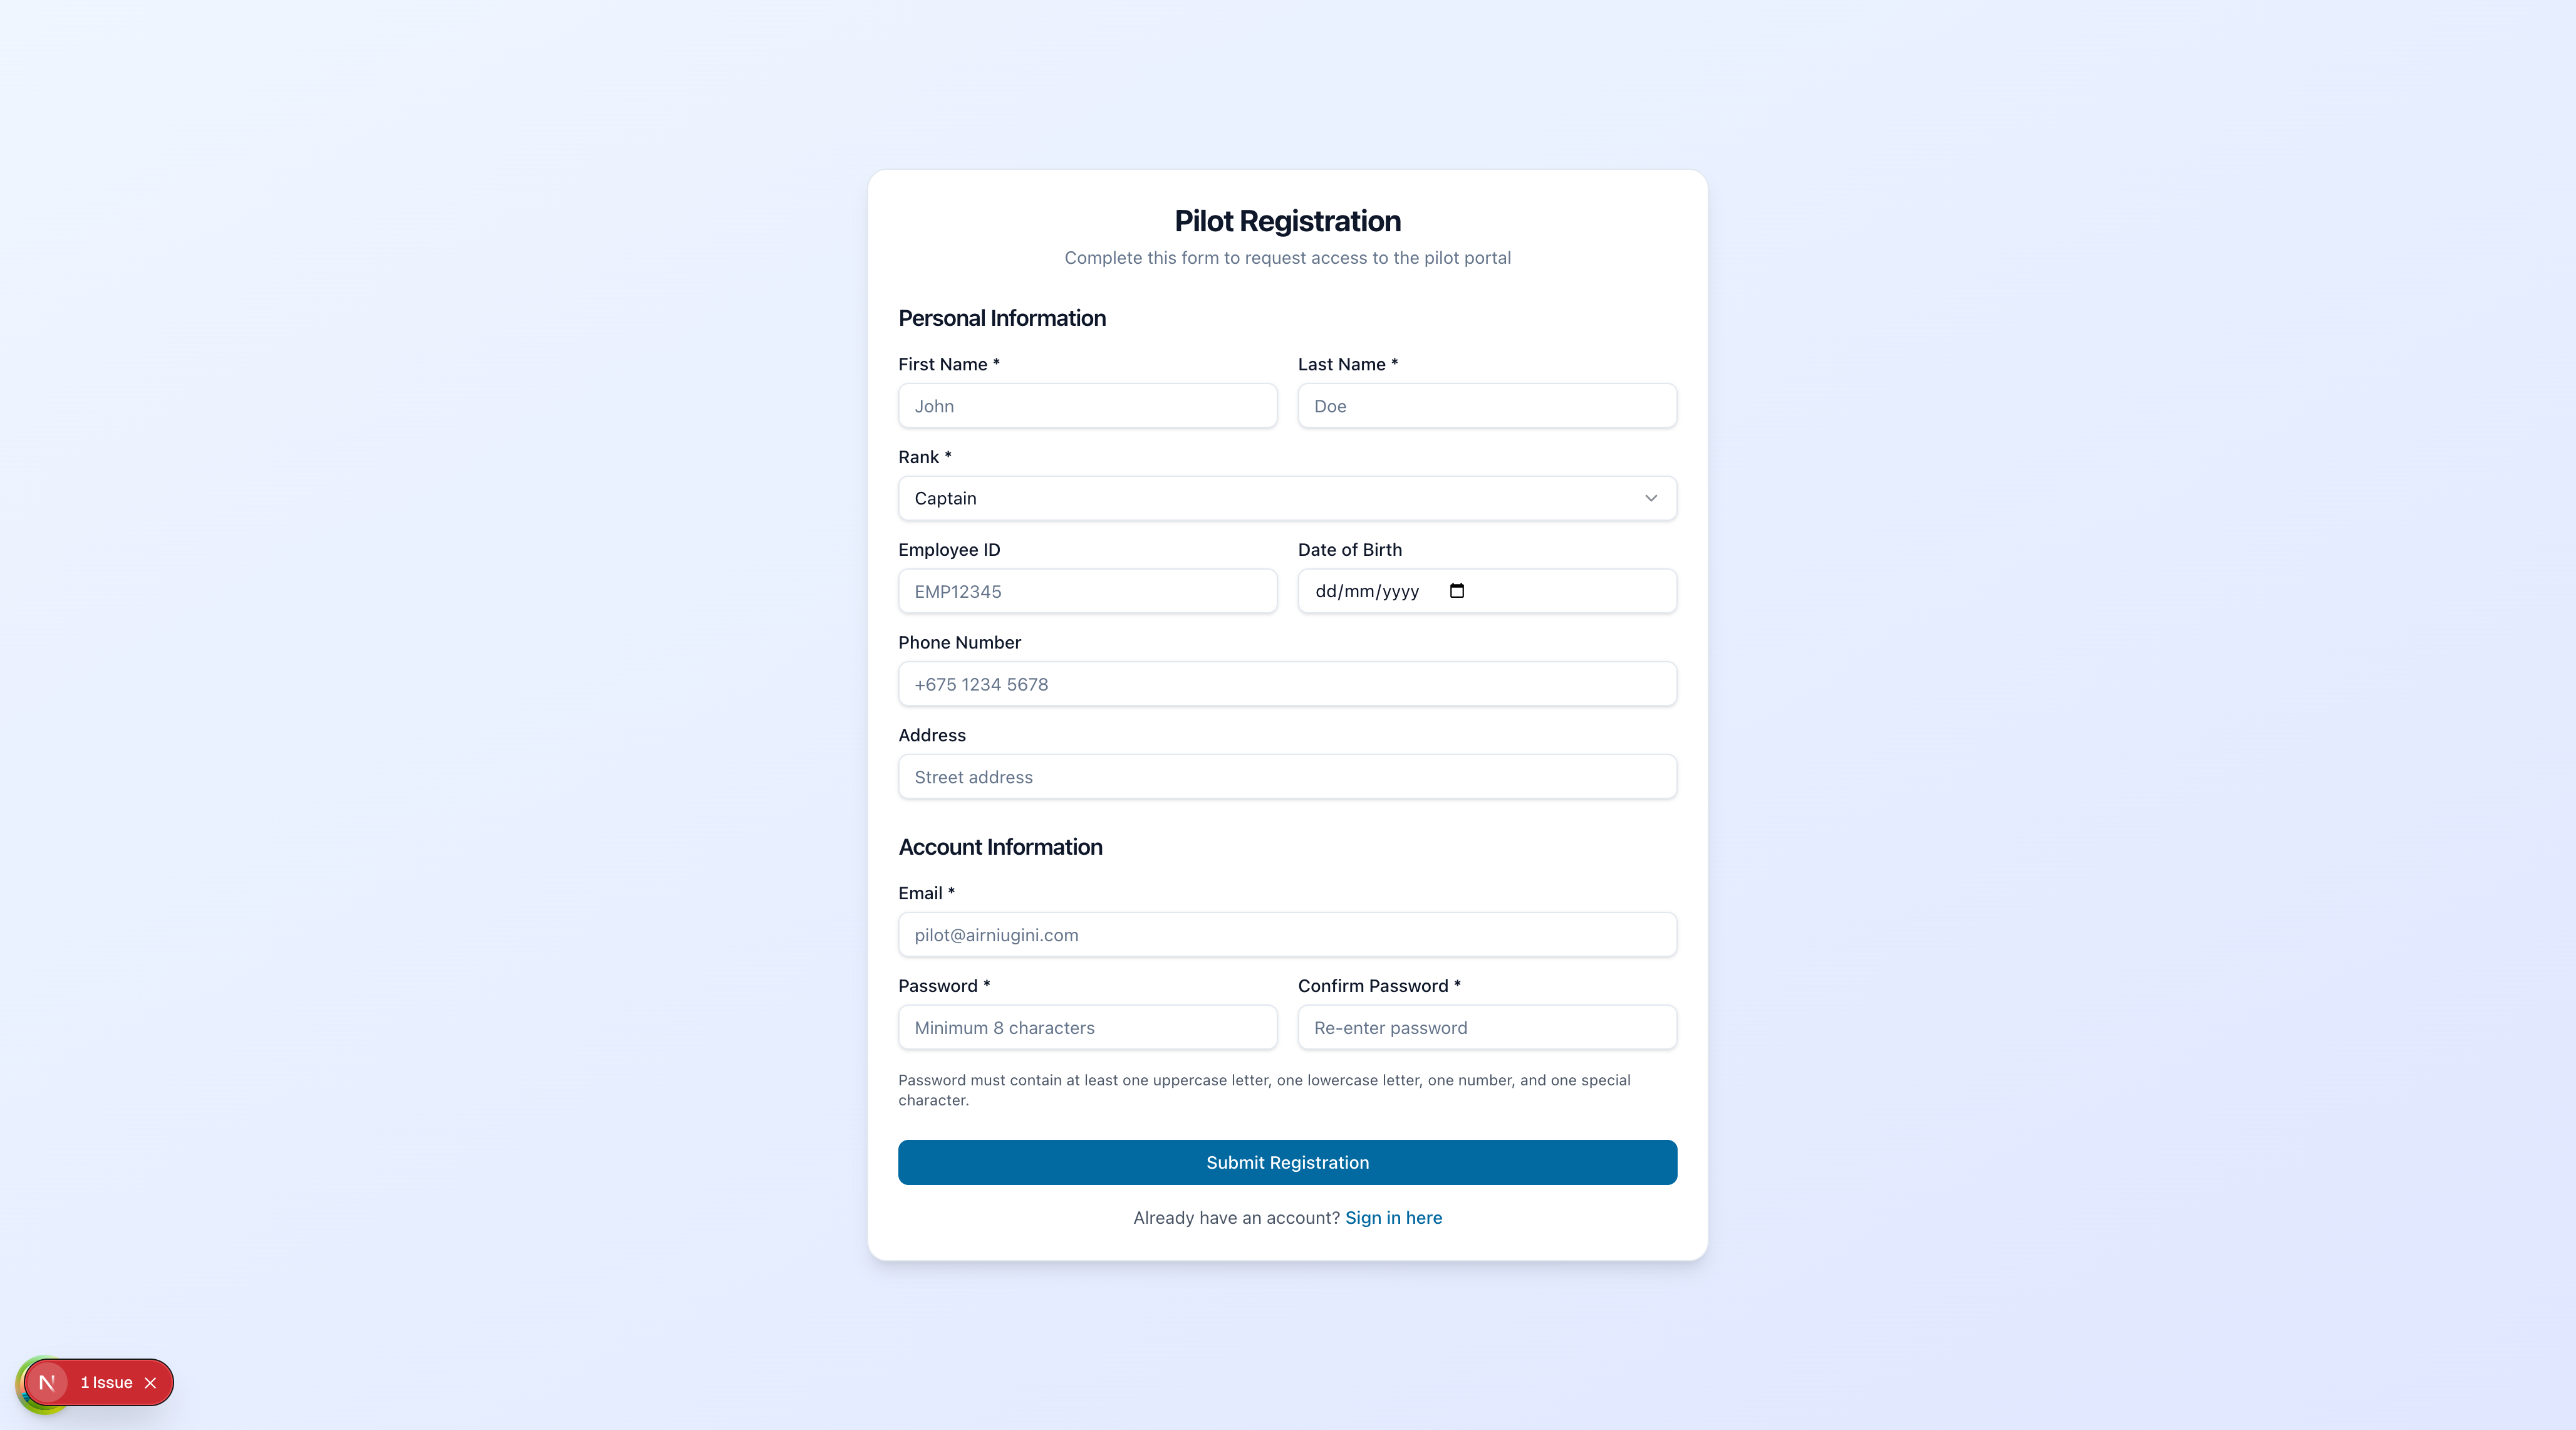 Pilot Registration
Complete this form to request access to the pilot portal
Personal Information
First Name *
Last Name *
John
Doe
Rank *
Captain
Employee ID
Date of Birth
EMP12345
dd/mm/yyyy
Phone Number
+675 1234 5678
Address
Street address
Account Information
Email *
pilot@airniugini.com
Password *
Confirm Password *
Minimum 8 characters
Re-enter password
Password must contain at least one uppercase letter, one lowercase letter, one number, and one special
character.
Submit Registration
Already have an account? Sign in here
N
1 Issue